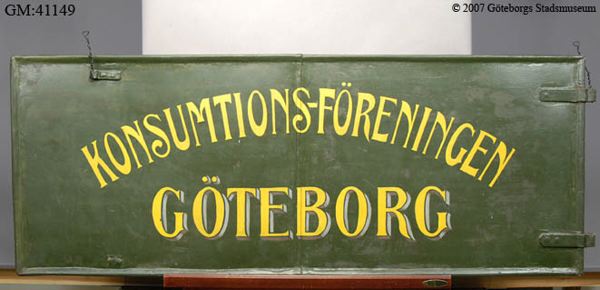 GM:41149
© 2007 Göteborgs Stadsmuseum
KONSUMTIONS-FÖRENINGEN
GÖTEBORG